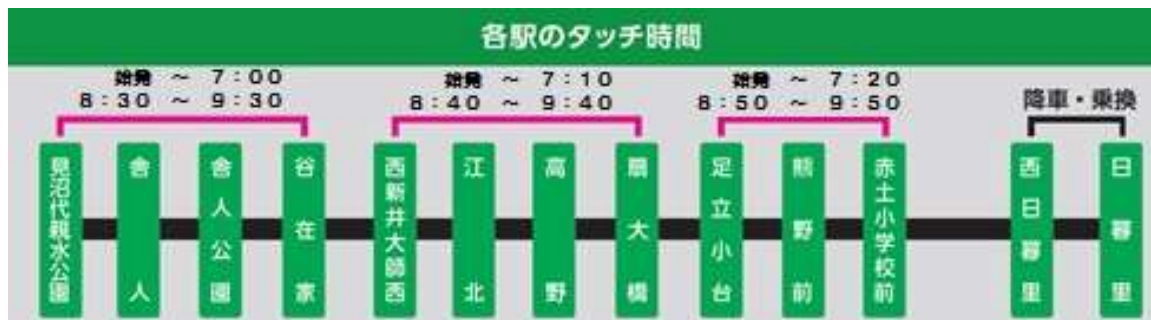 各駅のタッチ時間
始発 ～ 7：00
8：30 ～ 9：30
始発 ～ 7：10
8：40 ～ 9：40
始発 ～ 7：20
8：50 ～ 9：50
降車・乗換
見沼代親水公園
舎人
舎人公園
谷在家
西新井大師西
江北
高野
扇大橋
足立小台
熊野前
赤土小学校前
西日暮里
日暮里